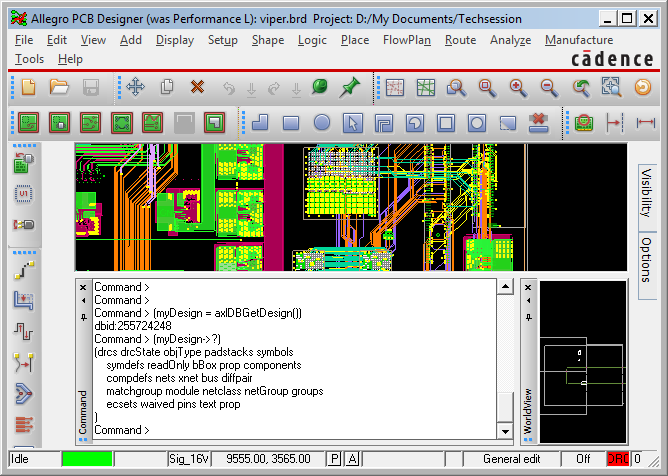 Allegro PCB Designer (was Performance L): viper.brd  Project: D:/My Documents/Techsession
File Edit View Add Display Setup Shape Logic Place FlowPlan Route Analyze Manufacture
Tools Help
cādence
U1
Visibility
Options
Command >
Command >
Command > (myDesign = axlDBGetDesign())
dbid:255724248
Command > (myDesign->?)
(drcs drcState objType padstacks symbols
symdefs readOnly bBox prop components
compdefs nets xnet bus diffpair
matchgroup module netclass netGroup groups
ecsets waived pins text prop
)
Command >
Command
WorldView
Idle Sig_16V 9555.00, 3565.00 P A General edit Off DRC 0